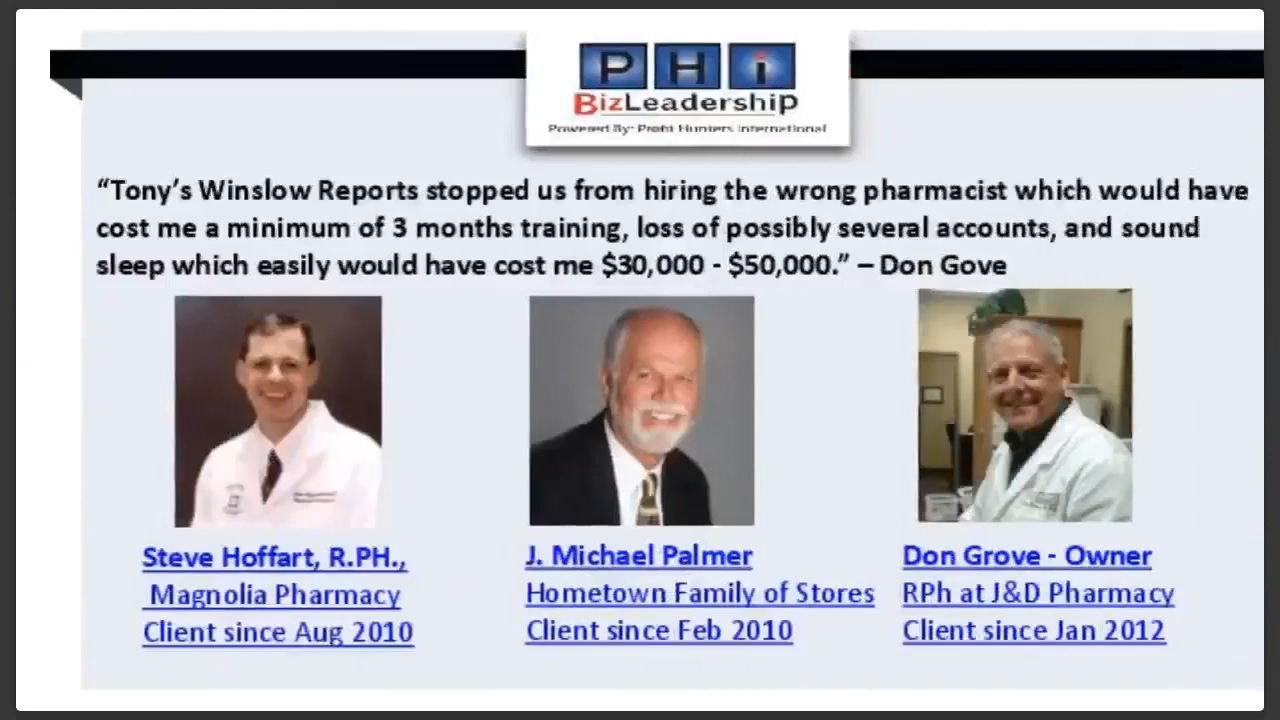 PHi
BizLeadership
Powered By: Profit Hunters International
“Tony’s Winslow Reports stopped us from hiring the wrong pharmacist which would have
cost me a minimum of 3 months training, loss of possibly several accounts, and sound
sleep which easily would have cost me $30,000 - $50,000.” – Don Gove
Steve Hoffart, R.PH.,
Magnolia Pharmacy
Client since Aug 2010
J. Michael Palmer
Hometown Family of Stores
Client since Feb 2010
Don Grove - Owner
RPh at J&D Pharmacy
Client since Jan 2012